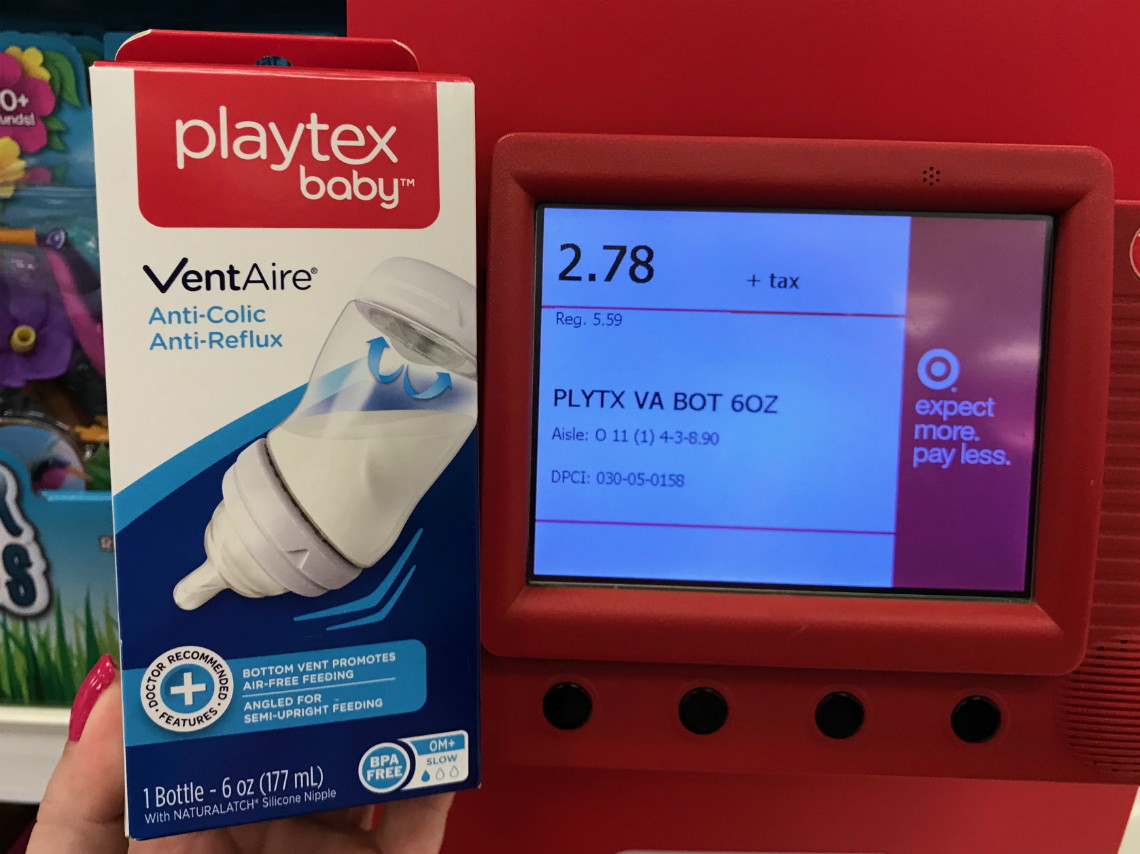 playtex
baby™
VentAire®
Anti-Colic
Anti-Reflux
DOCTOR RECOMMENDED
FEATURES
BOTTOM VENT PROMOTES
AIR-FREE FEEDING
ANGLED FOR
SEMI-UPRIGHT FEEDING
BPA
FREE
0M+
SLOW
1 Bottle - 6 oz (177 mL)
With NATURALATCH® Silicone Nipple
2.78
+ tax
Reg. 5.59
PLYTX VA BOT 6OZ
Aisle: O 11 (1) 4-3-8.90
DPCI: 030-05-0158
expect
more.
pay less.